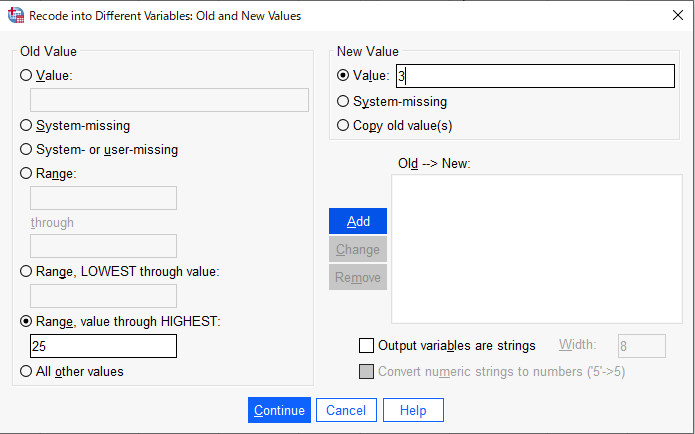 Recode into Different Variables: Old and New Values
Old Value
Value:
System-missing
System- or user-missing
Range:
through
Range, LOWEST through value:
Range, value through HIGHEST:
25
All other values
New Value
Value: 3
System-missing
Copy old value(s)
Old --> New:
Add
Change
Remove
Output variables are strings Width: 8
Convert numeric strings to numbers ('5'->5)
Continue Cancel Help